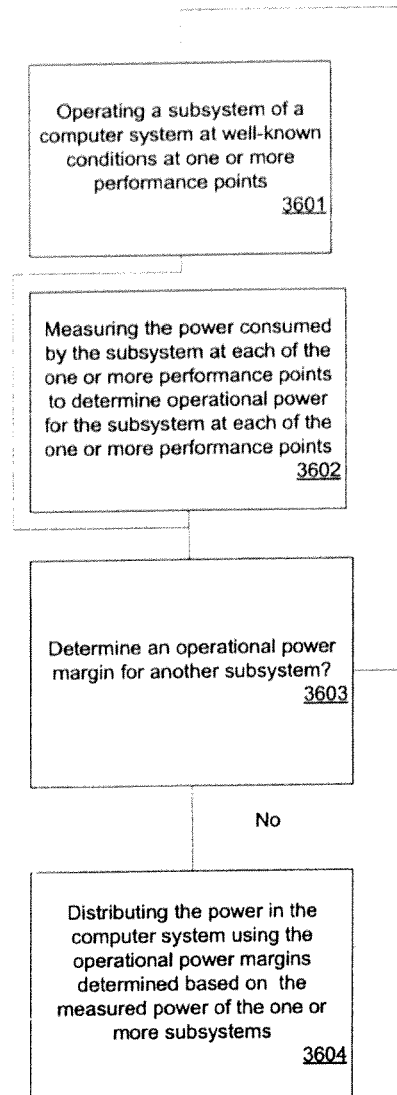 Operating a subsystem of a
computer system at well-known
conditions at one or more
performance points
3601
Measuring the power consumed
by the subsystem at each of the
one or more performance points
to determine operational power
for the subsystem at each of the
one or more performance points
3602
Determine an operational power
margin for another subsystem?
3603
No
Distributing the power in the
computer system using the
operational power margins
determined based on the
measured power of the one or
more subsystems
3604